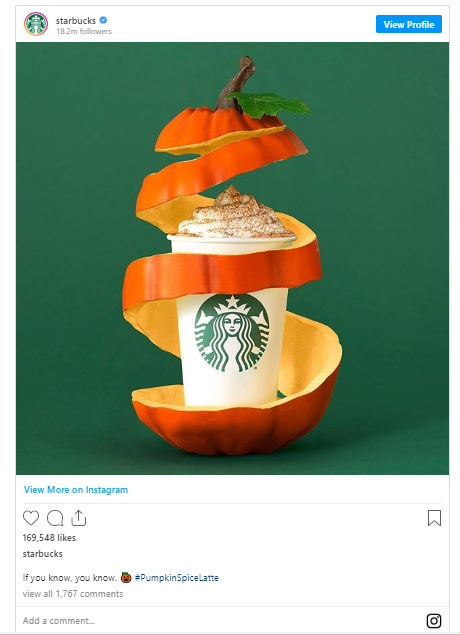 starbucks
18.2m followers
View Profile
View More on Instagram
169,548 likes
starbucks
If you know, you know. 🎃 #PumpkinSpiceLatte
view all 1,767 comments
Add a comment...